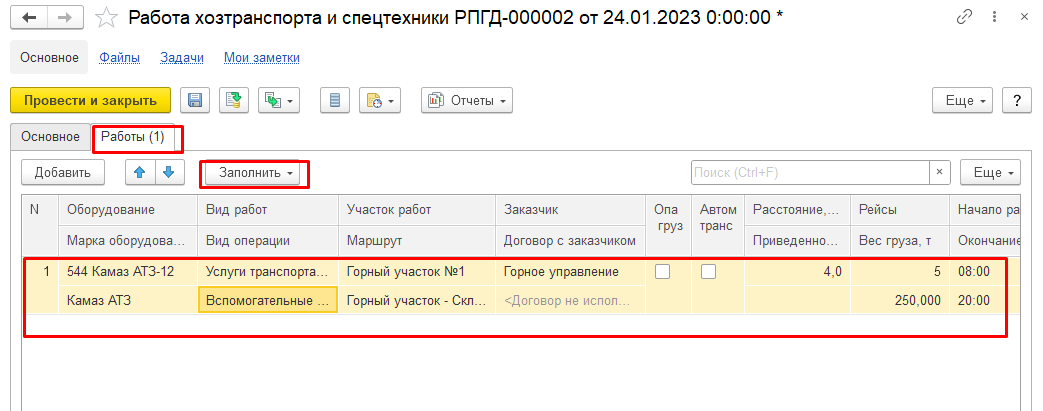 Работа хозтранспорта и спецтехники РПГД-000002 от 24.01.2023 0:00:00 *
Основное Файлы Задачи Мои заметки
Провести и закрыть Отчеты Еще ?
Основное Работы (1)
Добавить Заполнить Поиск (Ctrl+F) × Еще
N Оборудование Вид работ Участок работ Заказчик Опа Автом Расстояние,... Рейсы Начало ра
груз транс
Марка оборудова... Вид операции Маршрут Договор с заказчиком Приведенно... Вес груза, т Окончание
1 544 Камаз АТЗ-12 Услуги транспорта... Горный участок №1 Горное управление 4,0 5 08:00
Камаз АТЗ Вспомогательные ... Горный участок - Скл... <Договор не испол... 250,000 20:00